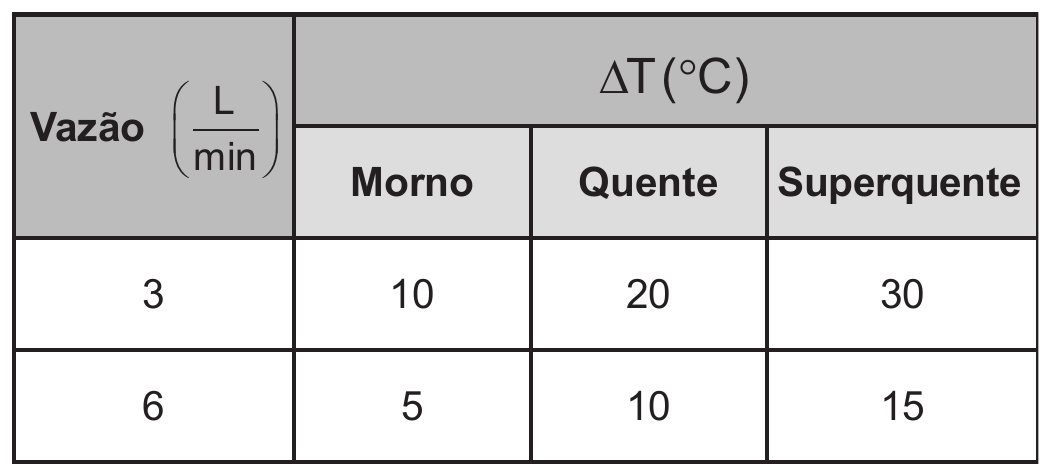 Vazão (L/min)
ΔT (°C)
Morno Quente Superquente
3 10 20 30
6 5 10 15